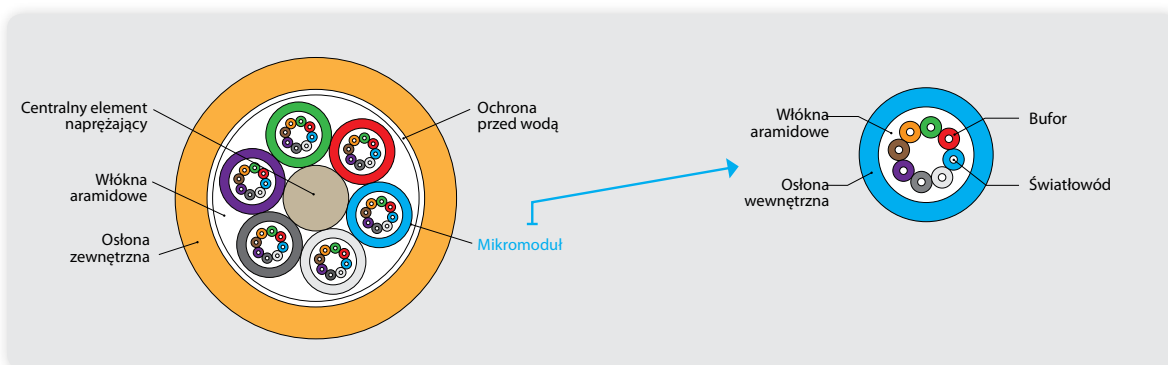 Centralny element
naprężający
Włókna
aramidowe
Osłona
zewnętrzna
Ochrona
przed wodą
Mikromoduł
Włókna
aramidowe
Osłona
wewnętrzna
Bufor
Światłowód